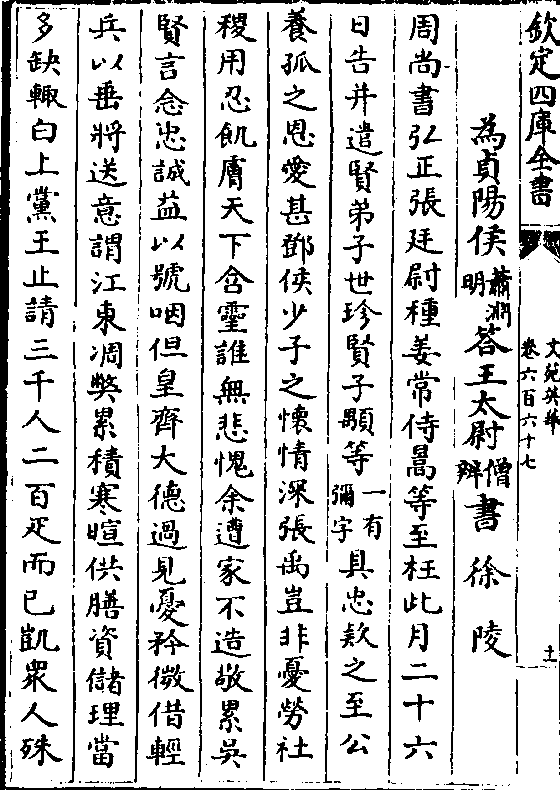 欽定四庫全書
文苑英華
卷六百六十七
十
為貞陽侯蕭淵明答王太尉僧辨書 徐陵
周尚書弘正張廷尉種姜常侍暠等至枉此月二十六
日告并遣賢弟子世珍賢子顒等一有彌字具忠欵之至公
養孤之恩愛甚鄧侯少子之懷情深張禹豈非憂勞社
稷用忍飢膚天下含靈誰無悲愧余遭家不造敬累吳
賢言念忠誠益以號咽但皇齊大德過見憂矜微借輕
兵以垂將送意謂江東凋獘累積寒暄供膳資儲理當
多缺輙白上黨王止請三千人二百疋而已凱衆人殊